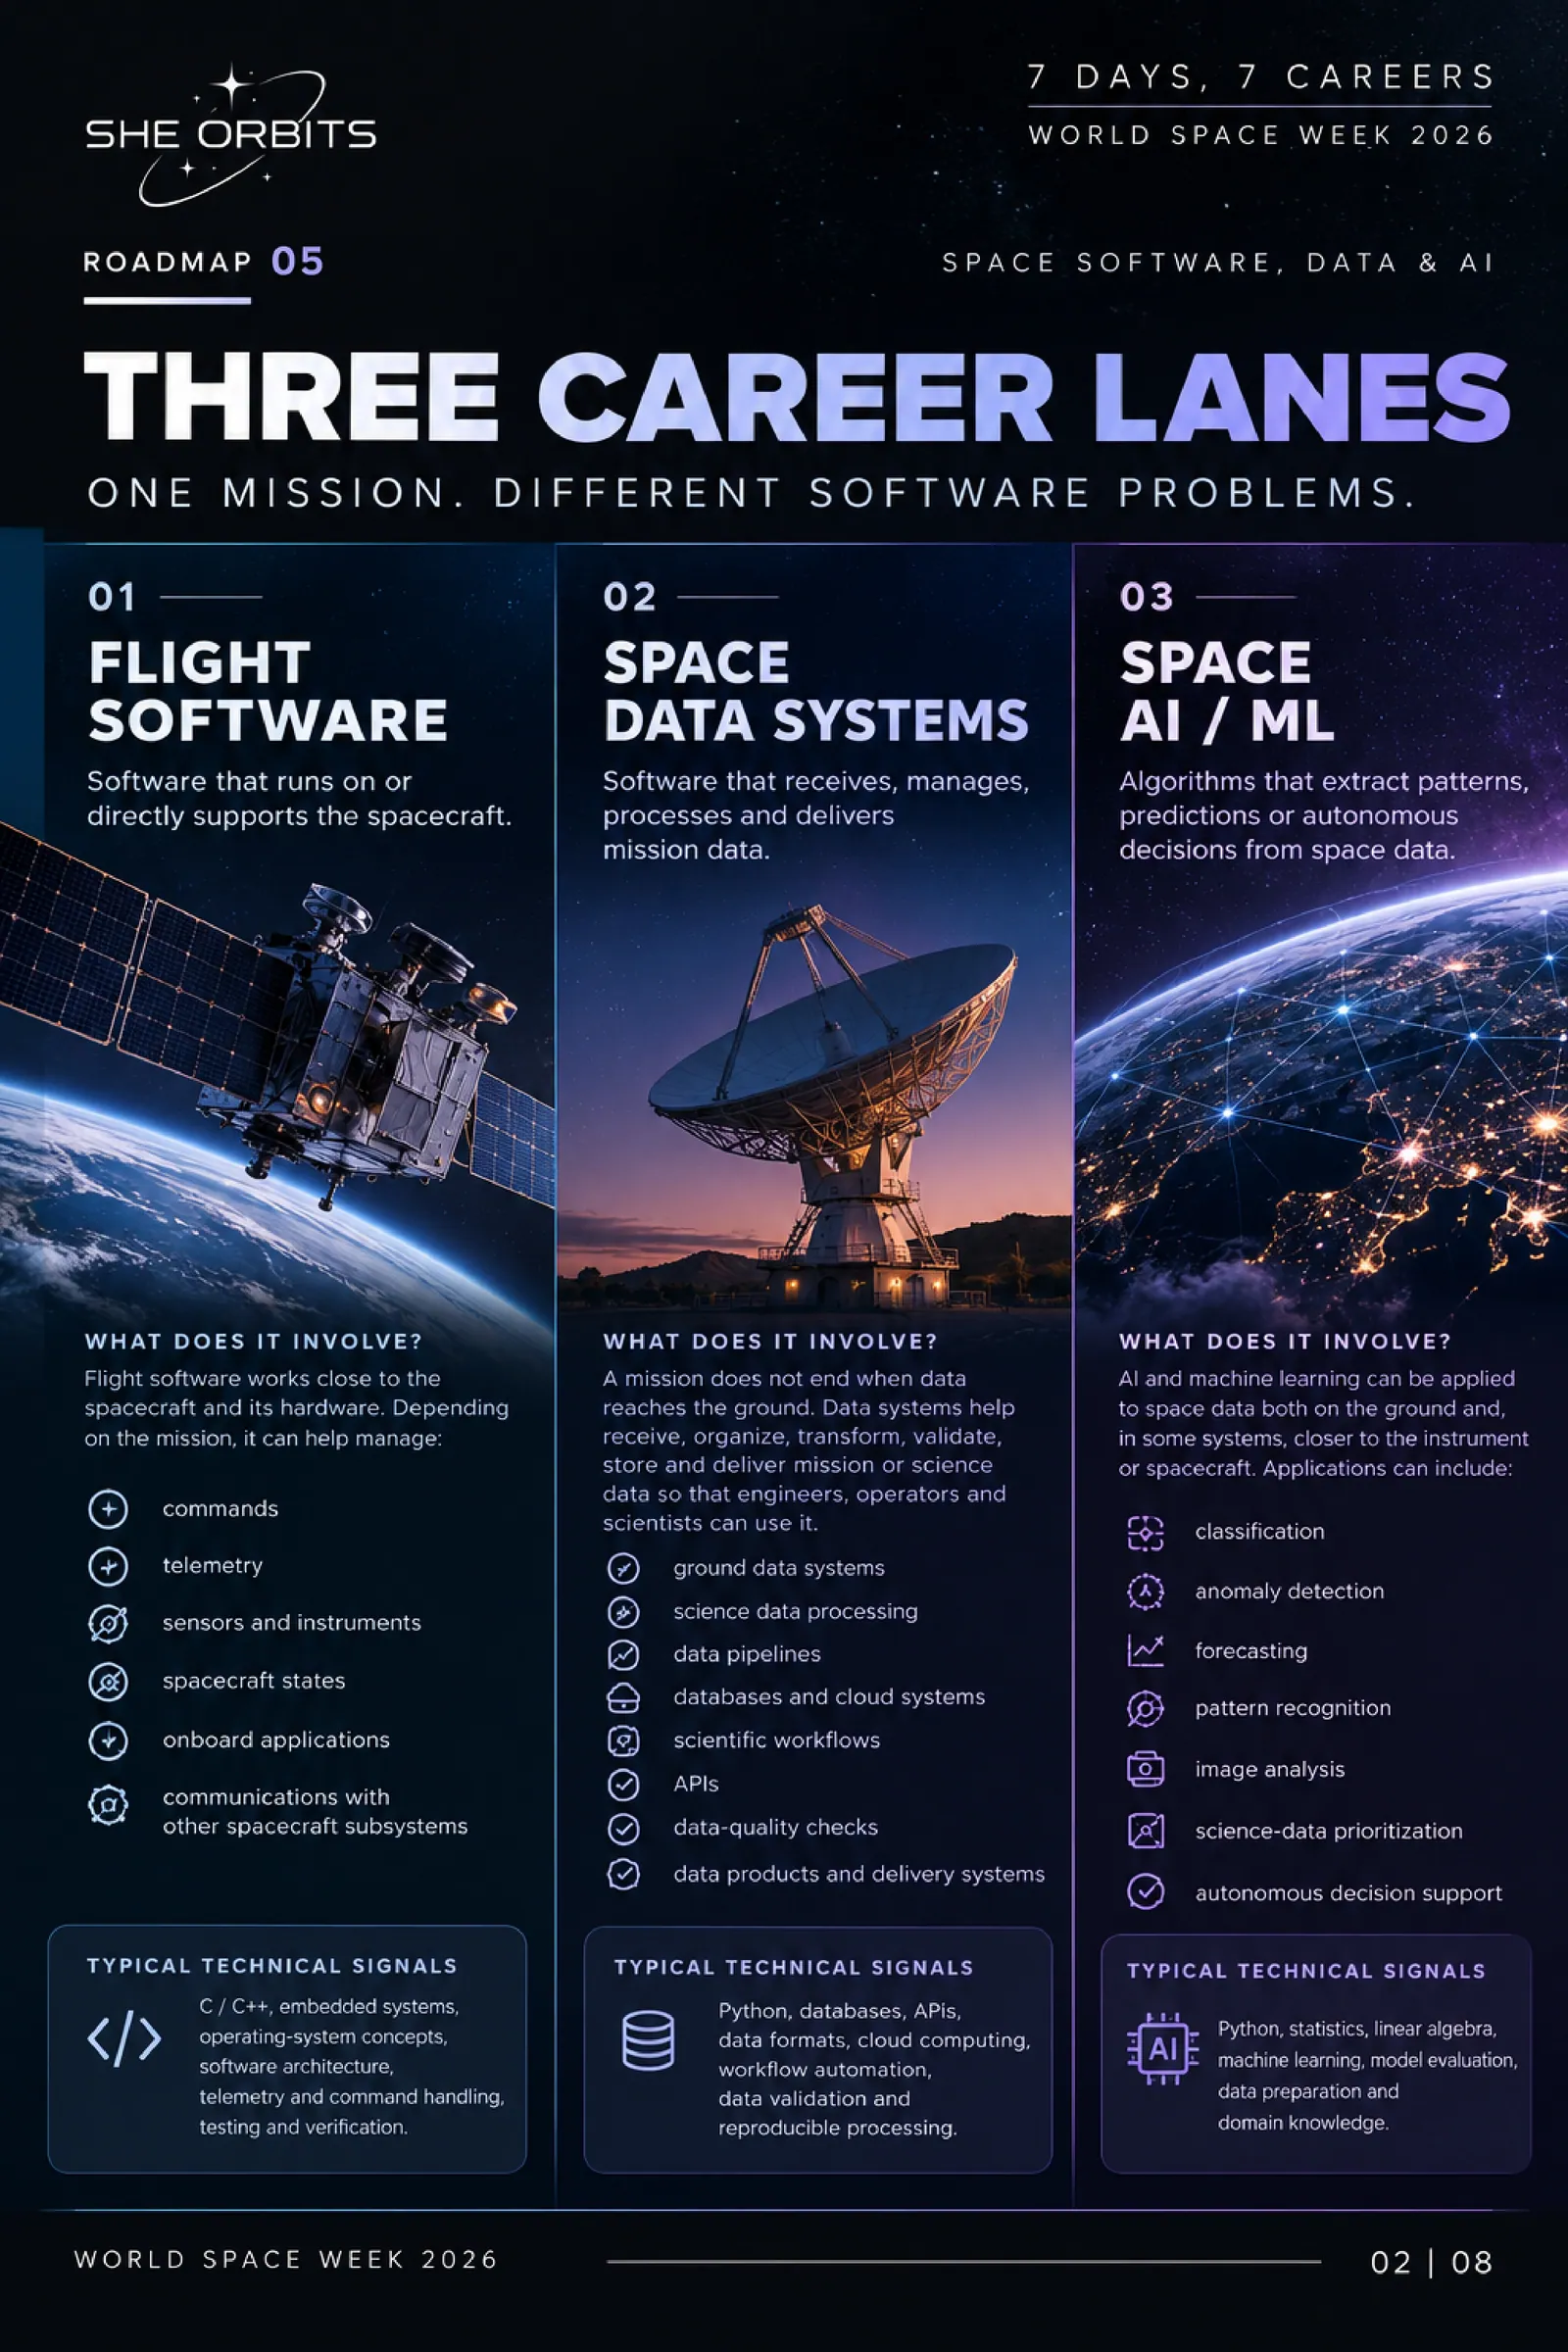 SHE ORBITS
7 DAYS, 7 CAREERS
WORLD SPACE WEEK 2026
ROADMAP 05
SPACE SOFTWARE, DATA & AI
THREE CAREER LANES
ONE MISSION. DIFFERENT SOFTWARE PROBLEMS.
01
FLIGHT
SOFTWARE
Software that runs on or
directly supports the spacecraft.
WHAT DOES IT INVOLVE?
Flight software works close to the
spacecraft and its hardware. Depending
on the mission, it can help manage:
commands
telemetry
sensors and instruments
spacecraft states
onboard applications
communications with
other spacecraft subsystems
TYPICAL TECHNICAL SIGNALS
</>
C / C++, embedded systems,
operating-system concepts,
software architecture,
telemetry and command handling,
testing and verification.
02
SPACE
DATA SYSTEMS
Software that receives, manages,
processes and delivers
mission data.
WHAT DOES IT INVOLVE?
A mission does not end when data
reaches the ground. Data systems help
receive, organize, transform, validate,
store and deliver mission or science
data so that engineers, operators and
scientists can use it.
ground data systems
science data processing
data pipelines
databases and cloud systems
scientific workflows
APIs
data-quality checks
data products and delivery systems
TYPICAL TECHNICAL SIGNALS
Python, databases, APIs,
data formats, cloud computing,
workflow automation,
data validation and
reproducible processing.
03
SPACE
AI / ML
Algorithms that extract patterns,
predictions or autonomous
decisions from space data.
WHAT DOES IT INVOLVE?
AI and machine learning can be applied
to space data both on the ground and,
in some systems, closer to the instrument
or spacecraft. Applications can include:
classification
anomaly detection
forecasting
pattern recognition
image analysis
science-data prioritization
autonomous decision support
TYPICAL TECHNICAL SIGNALS
AI
Python, statistics, linear algebra,
machine learning, model evaluation,
data preparation and
domain knowledge.
WORLD SPACE WEEK 2026
02 | 08